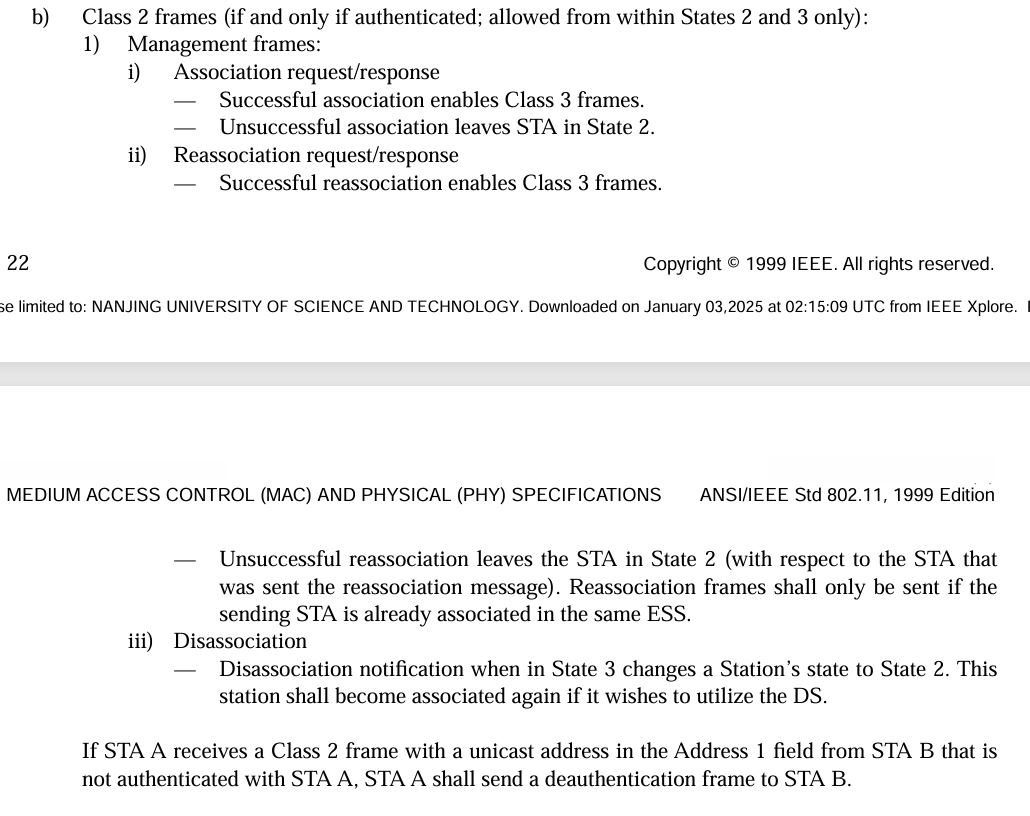 b) Class 2 frames (if and only if authenticated; allowed from within States 2 and 3 only):
1) Management frames:
i) Association request/response
— Successful association enables Class 3 frames.
— Unsuccessful association leaves STA in State 2.
ii) Reassociation request/response
— Successful reassociation enables Class 3 frames.
22 Copyright © 1999 IEEE. All rights reserved.
se limited to: NANJING UNIVERSITY OF SCIENCE AND TECHNOLOGY. Downloaded on January 03,2025 at 02:15:09 UTC from IEEE Xplore.
MEDIUM ACCESS CONTROL (MAC) AND PHYSICAL (PHY) SPECIFICATIONS ANSI/IEEE Std 802.11, 1999 Edition
— Unsuccessful reassociation leaves the STA in State 2 (with respect to the STA that
was sent the reassociation message). Reassociation frames shall only be sent if the
sending STA is already associated in the same ESS.
iii) Disassociation
— Disassociation notification when in State 3 changes a Station’s state to State 2. This
station shall become associated again if it wishes to utilize the DS.
If STA A receives a Class 2 frame with a unicast address in the Address 1 field from STA B that is
not authenticated with STA A, STA A shall send a deauthentication frame to STA B.